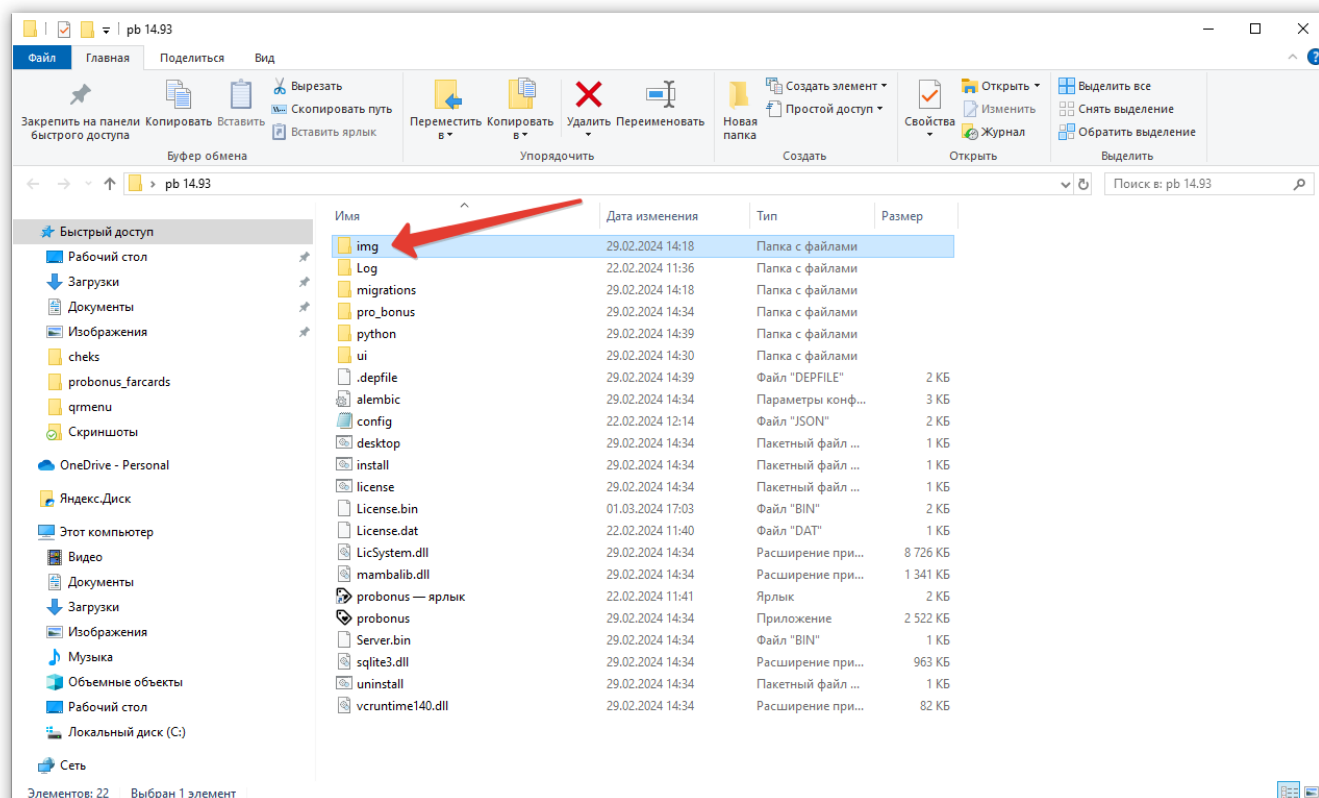 pb 14.93
Файл Главная Поделиться Вид
Закрепить на панели быстрого доступа
Копировать
Вставить
Вырезать
Скопировать путь
Вставить ярлык
Буфер обмена
Переместить в
Копировать в
Удалить
Переименовать
Упорядочить
Новая папка
Создать элемент
Простой доступ
Создать
Свойства
Открыть
Изменить
Журнал
Открыть
Выделить все
Снять выделение
Обратить выделение
Выделить
pb 14.93
Поиск в: pb 14.93
Быстрый доступ
Рабочий стол
Загрузки
Документы
Изображения
cheks
probonus_farcards
qrmenu
Скриншоты
OneDrive - Personal
Яндекс.Диск
Этот компьютер
Видео
Документы
Загрузки
Изображения
Музыка
Объемные объекты
Рабочий стол
Локальный диск (C:)
Сеть
Имя Дата изменения Тип Размер
img 29.02.2024 14:18 Папка с файлами
Log 22.02.2024 11:36 Папка с файлами
migrations 29.02.2024 14:18 Папка с файлами
pro_bonus 29.02.2024 14:34 Папка с файлами
python 29.02.2024 14:39 Папка с файлами
ui 29.02.2024 14:30 Папка с файлами
.depfile 29.02.2024 14:39 Файл "DEPFILE" 2 КБ
alembic 29.02.2024 14:34 Параметры конф... 3 КБ
config 22.02.2024 12:14 Файл "JSON" 2 КБ
desktop 29.02.2024 14:34 Пакетный файл ... 1 КБ
install 29.02.2024 14:34 Пакетный файл ... 1 КБ
license 29.02.2024 14:34 Пакетный файл ... 1 КБ
License.bin 01.03.2024 17:03 Файл "BIN" 2 КБ
License.dat 22.02.2024 11:40 Файл "DAT" 1 КБ
LicSystem.dll 29.02.2024 14:34 Расширение при... 8 726 КБ
mambalib.dll 29.02.2024 14:34 Расширение при... 1 341 КБ
probonus — ярлык 22.02.2024 11:41 Ярлык 2 КБ
probonus 29.02.2024 14:34 Приложение 2 522 КБ
Server.bin 29.02.2024 14:34 Файл "BIN" 1 КБ
sqlite3.dll 29.02.2024 14:34 Расширение при... 963 КБ
uninstall 29.02.2024 14:34 Пакетный файл ... 1 КБ
vcruntime140.dll 29.02.2024 14:34 Расширение при... 82 КБ
Элементов: 22 Выбран 1 элемент